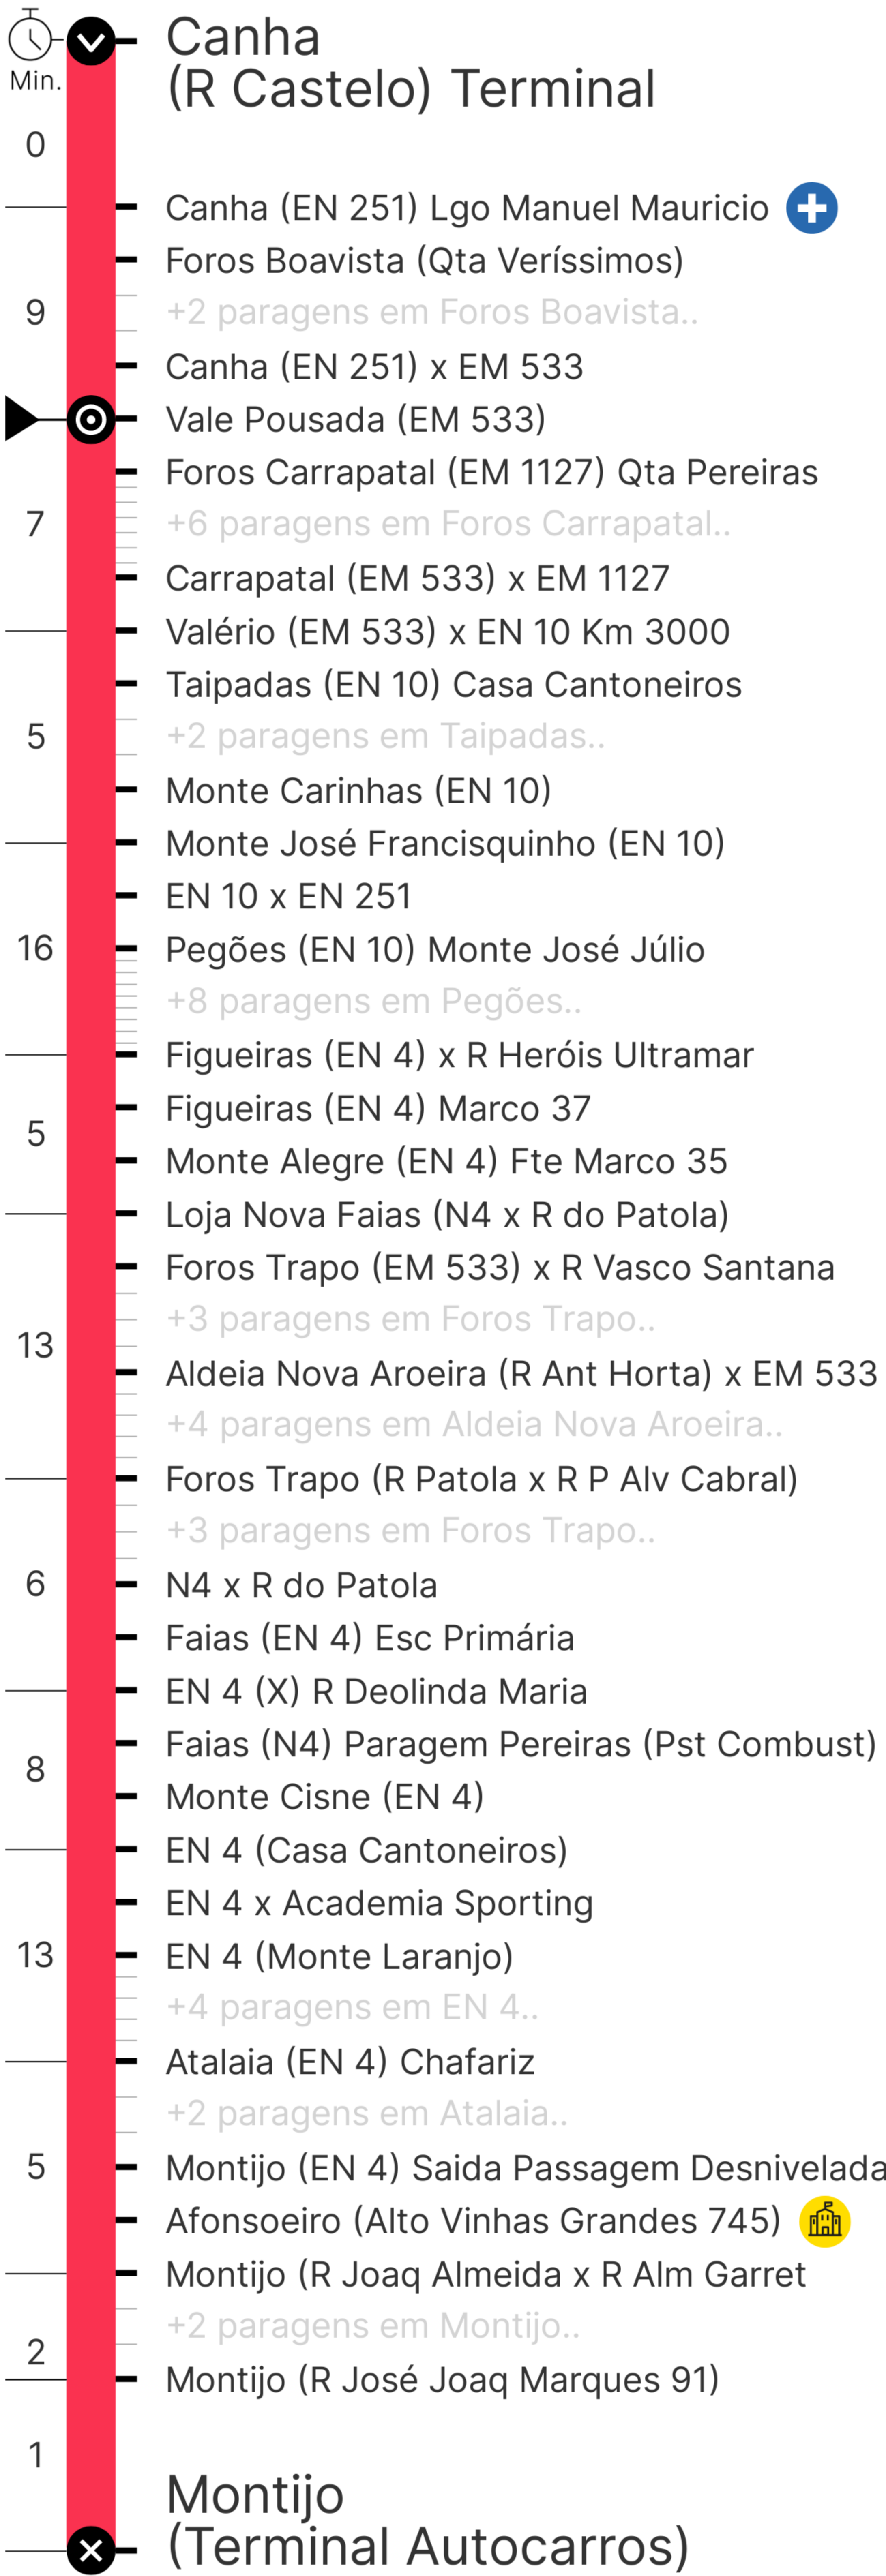 Canha
(R Castelo) Terminal
Min.
0
Canha (EN 251) Lgo Manuel Mauricio
Foros Boavista (Qta Veríssimos)
9
+2 paragens em Foros Boavista..
Canha (EN 251) x EM 533
Vale Pousada (EM 533)
Foros Carrapatal (EM 1127) Qta Pereiras
7
+6 paragens em Foros Carrapatal..
Carrapatal (EM 533) x EM 1127
Valério (EM 533) x EN 10 Km 3000
Taipadas (EN 10) Casa Cantoneiros
5
+2 paragens em Taipadas..
Monte Carinhas (EN 10)
Monte José Francisquinho (EN 10)
EN 10 x EN 251
16
Pegões (EN 10) Monte José Júlio
+8 paragens em Pegões..
Figueiras (EN 4) x R Heróis Ultramar
Figueiras (EN 4) Marco 37
5
Monte Alegre (EN 4) Fte Marco 35
Loja Nova Faias (N4 x R do Patola)
Foros Trapo (EM 533) x R Vasco Santana
+3 paragens em Foros Trapo..
13
Aldeia Nova Aroeira (R Ant Horta) x EM 533
+4 paragens em Aldeia Nova Aroeira..
Foros Trapo (R Patola x R P Alv Cabral)
+3 paragens em Foros Trapo..
6
N4 x R do Patola
Faias (EN 4) Esc Primária
EN 4 (X) R Deolinda Maria
Faias (N4) Paragem Pereiras (Pst Combust)
8
Monte Cisne (EN 4)
EN 4 (Casa Cantoneiros)
EN 4 x Academia Sporting
13
EN 4 (Monte Laranjo)
+4 paragens em EN 4..
Atalaia (EN 4) Chafariz
+2 paragens em Atalaia..
5
Montijo (EN 4) Saida Passagem Desnivelada
Afonsoeiro (Alto Vinhas Grandes 745)
Montijo (R Joaq Almeida x R Alm Garret
+2 paragens em Montijo..
2
Montijo (R José Joaq Marques 91)
1
Montijo
(Terminal Autocarros)